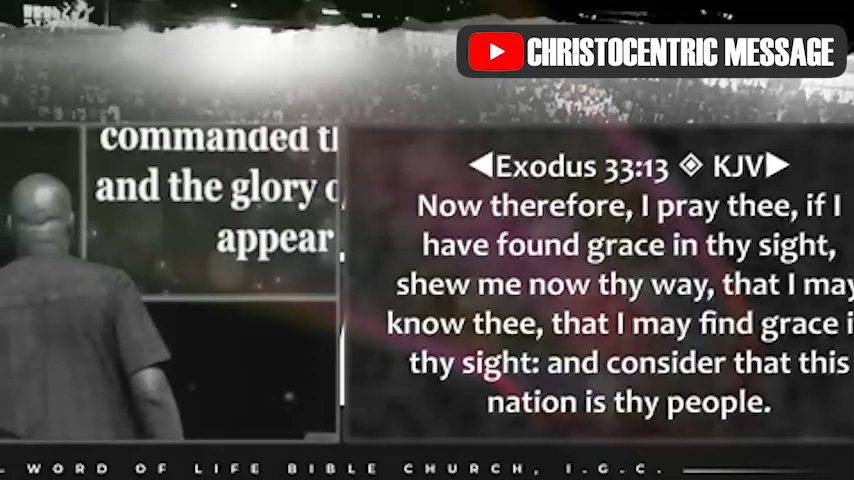 CHRISTOCENTRIC MESSAGE
commanded
and the glory
appear
Exodus 33:13 KJV
Now therefore, I pray thee, if I
have found grace in thy sight,
shew me now thy way, that I may
know thee, that I may find grace
thy sight: and consider that this
nation is thy people.
WORD OF LIFE BIBLE CHURCH, I.G.C.